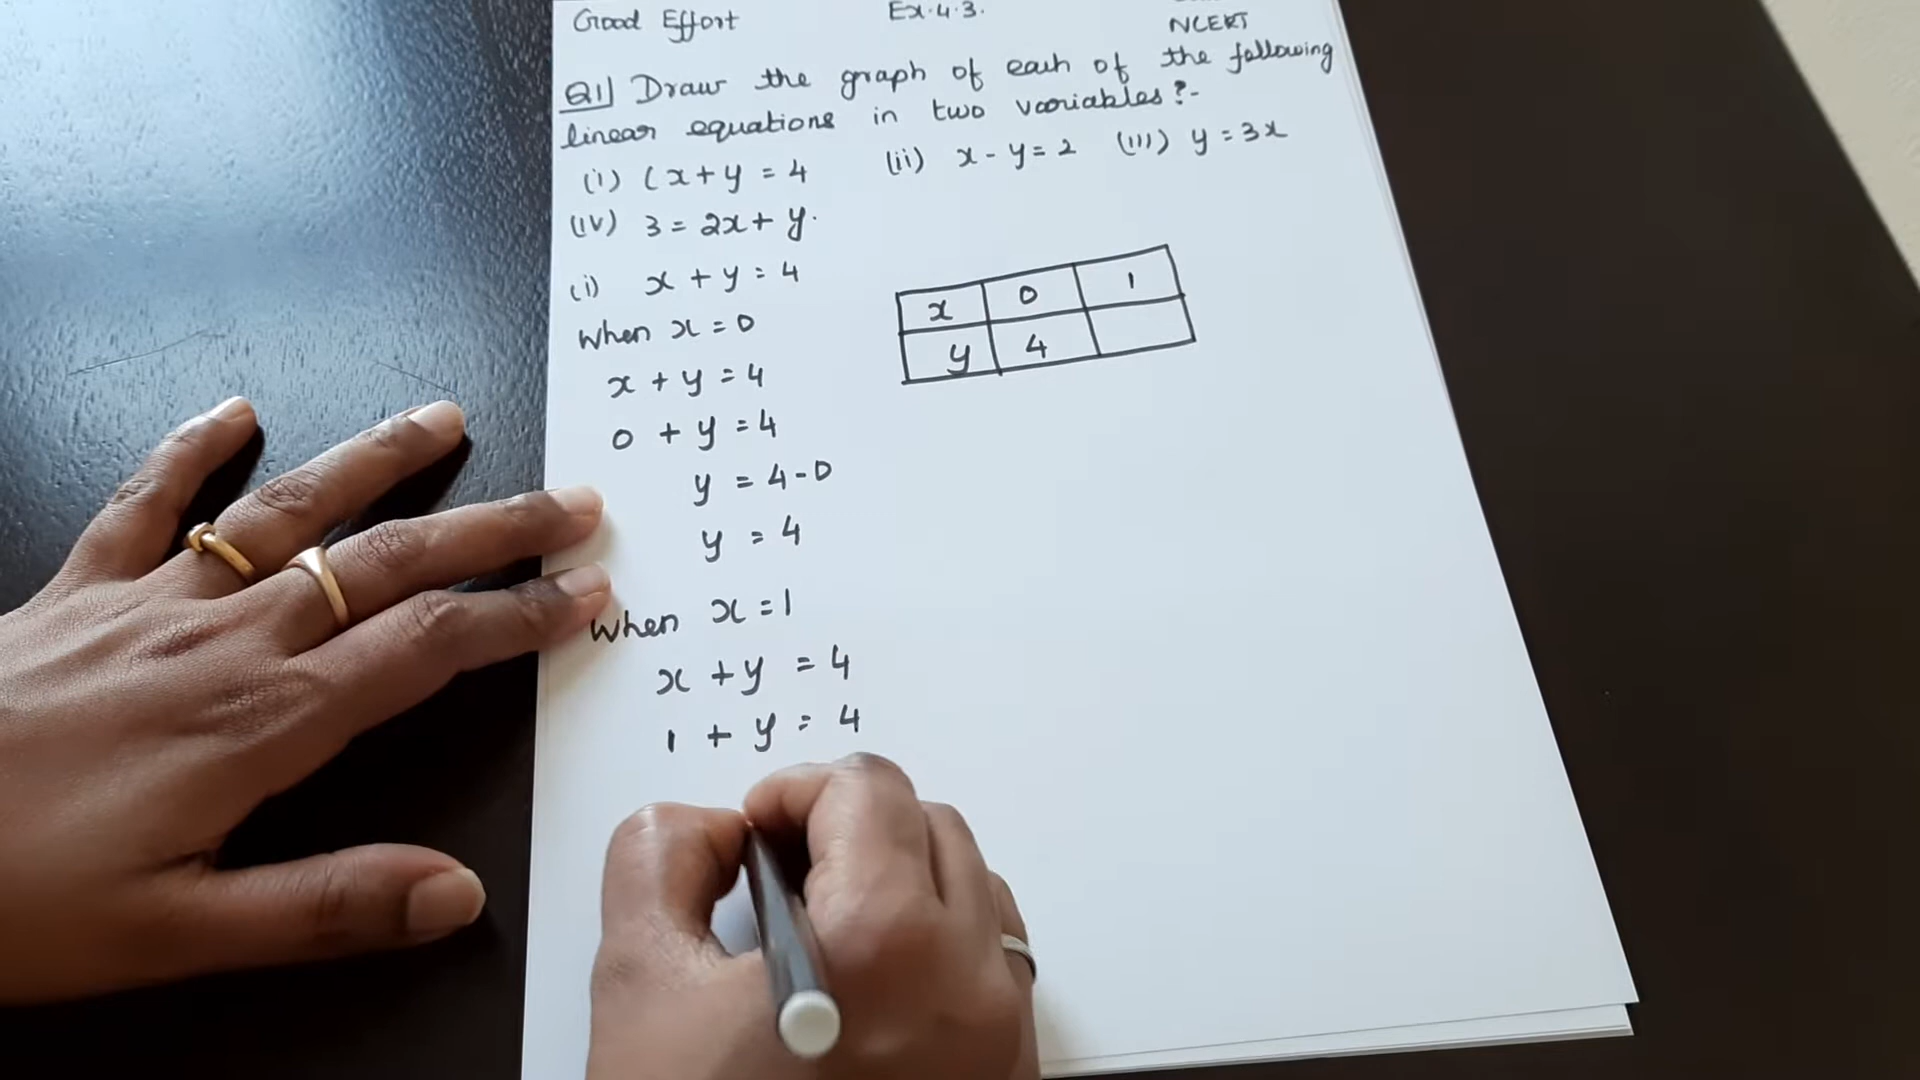 Good Effort Ex.4.3. NCERT
Q1] Draw the graph of each of the following
linear equations in two variables?-
(i) (x+y = 4 (ii) x - y = 2 (iii) y = 3x
(iv) 3 = 2x + y.
(i) x + y = 4
When x = 0
x + y = 4
0 + y = 4
y = 4-0
y = 4
When x = 1
x + y = 4
1 + y = 4
x 0 1
y 4